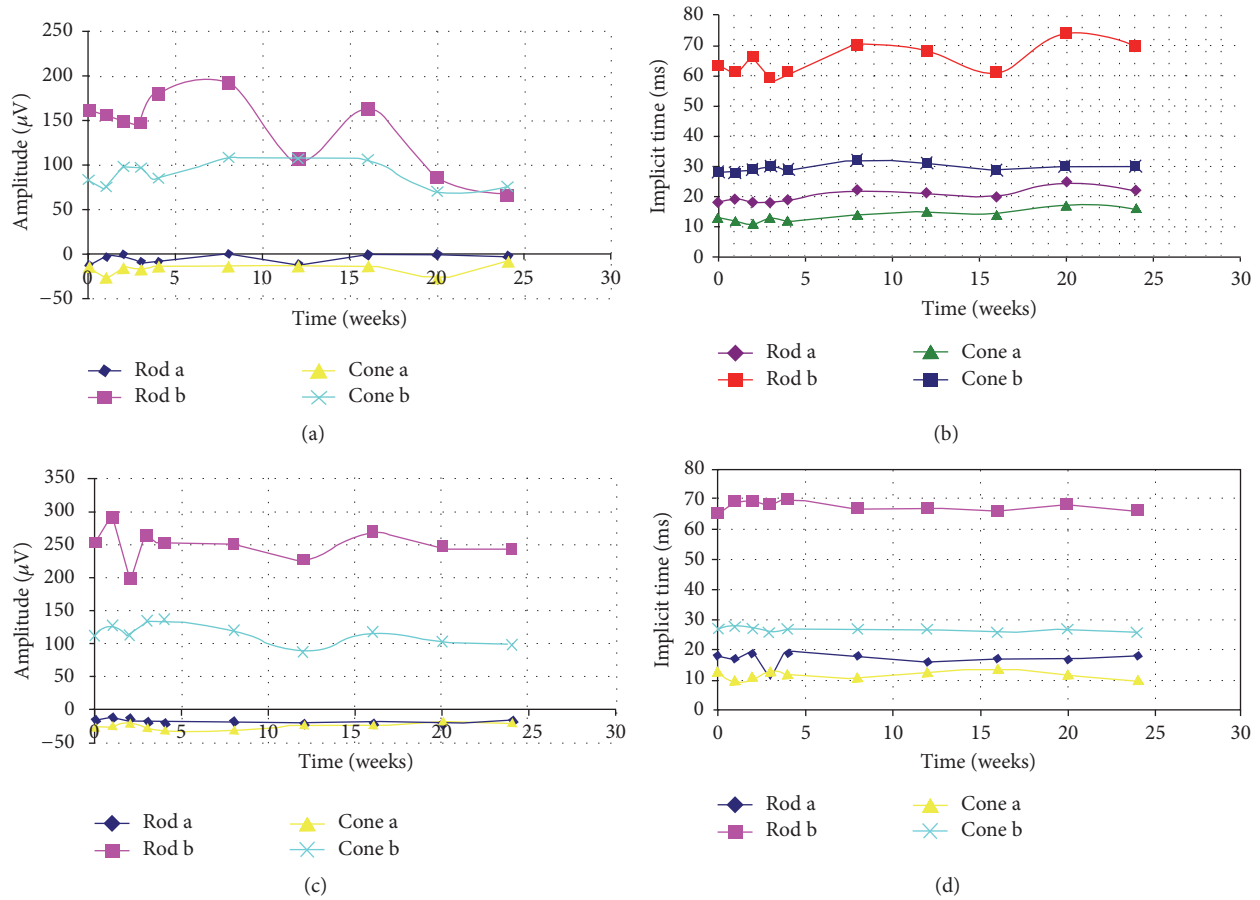 250
200
150
100
50
0
−50
Amplitude (μV)
0 5 10 15 20 25 30
Time (weeks)
Rod a
Rod b
Cone a
Cone b
(a)
80
70
60
50
40
30
20
10
0
Implicit time (ms)
0 5 10 15 20 25 30
Time (weeks)
Rod a
Rod b
Cone a
Cone b
(b)
350
300
250
200
150
100
50
0
−50
Amplitude (μV)
0 5 10 15 20 25 30
Time (weeks)
Rod a
Rod b
Cone a
Cone b
(c)
80
70
60
50
40
30
20
10
0
Implicit time (ms)
0 5 10 15 20 25 30
Time (weeks)
Rod a
Rod b
Cone a
Cone b
(d)